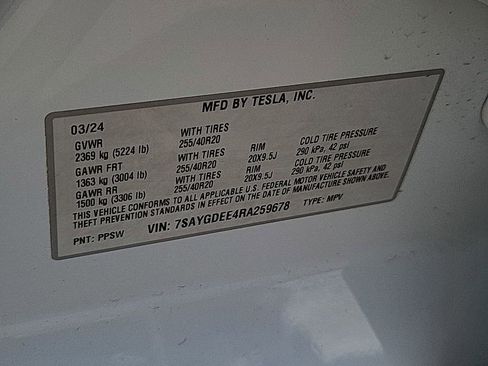 MFD BY TESLA, INC.
03/24
GVWR WITH TIRES COLD TIRE PRESSURE
2369 kg (5224 lb) 255/40R20 RIM 290 kPa, 42 psi
GAWR FRT WITH TIRES 20X9.5J COLD TIRE PRESSURE
1363 kg (3004 lb) 255/40R20 RIM 290 kPa, 42 psi
GAWR RR WITH TIRES 20X9.5J
1500 kg (3306 lb) 255/40R20
THIS VEHICLE CONFORMS TO ALL APPLICABLE U.S. FEDERAL MOTOR VEHICLE SAFETY AND
THEFT PREVENTION STANDARDS IN EFFECT ON THE DATE OF MANUFACTURE SHOWN ABOVE.
PNT: PPSW VIN: 7SAYGDEE4RA259678 TYPE: MPV